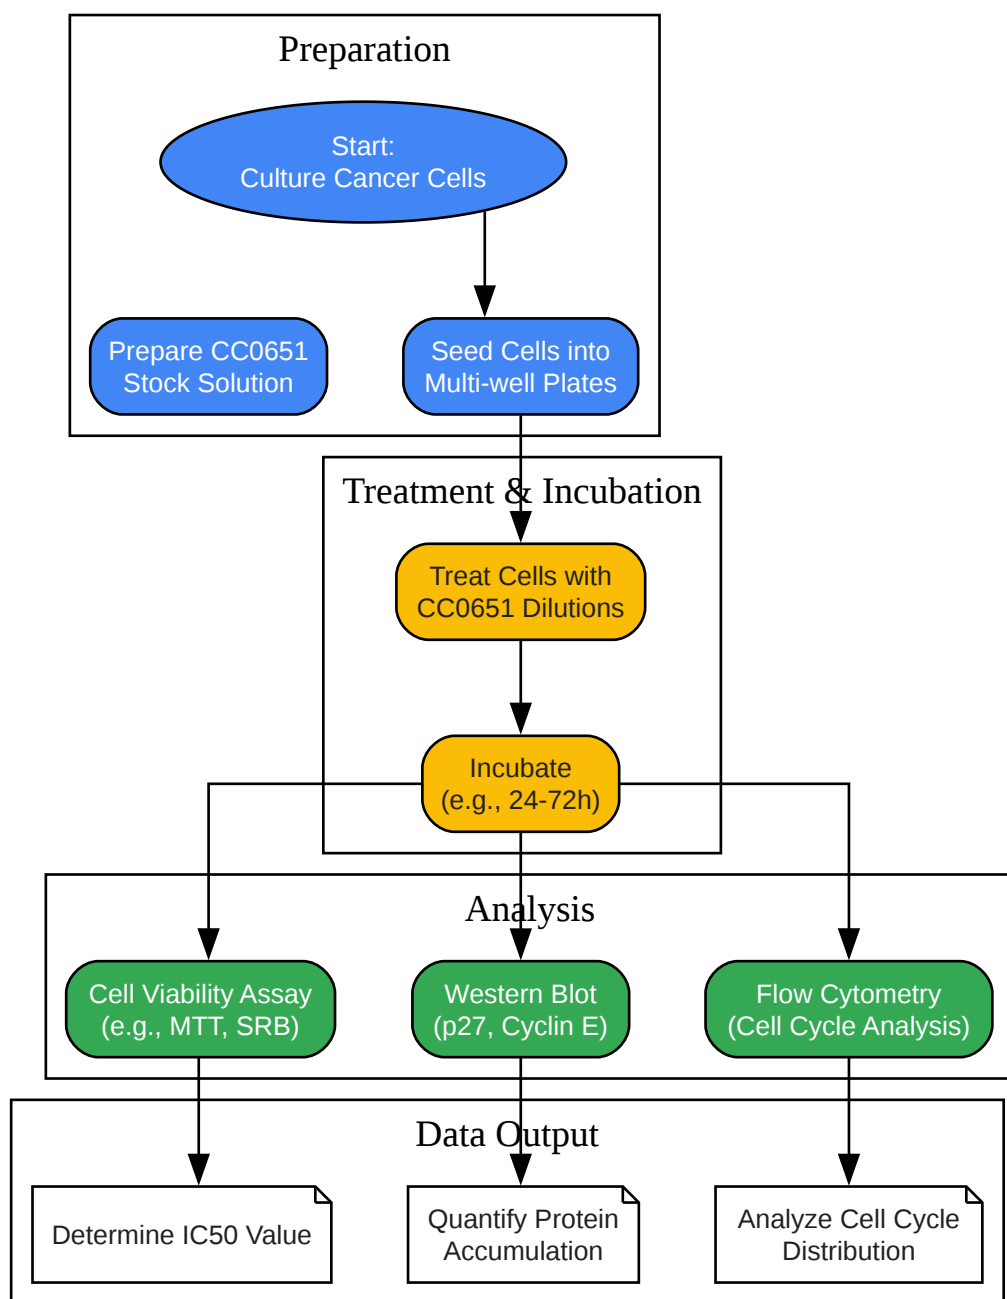 Preparation
Start:
Culture Cancer Cells
Prepare CC0651
Stock Solution
Seed Cells into
Multi-well Plates
Treatment & Incubation
Treat Cells with
CC0651 Dilutions
Incubate
(e.g., 24-72h)
Analysis
Cell Viability Assay
(e.g., MTT, SRB)
Western Blot
(p27, Cyclin E)
Flow Cytometry
(Cell Cycle Analysis)
Data Output
Determine IC50 Value
Quantify Protein
Accumulation
Analyze Cell Cycle
Distribution